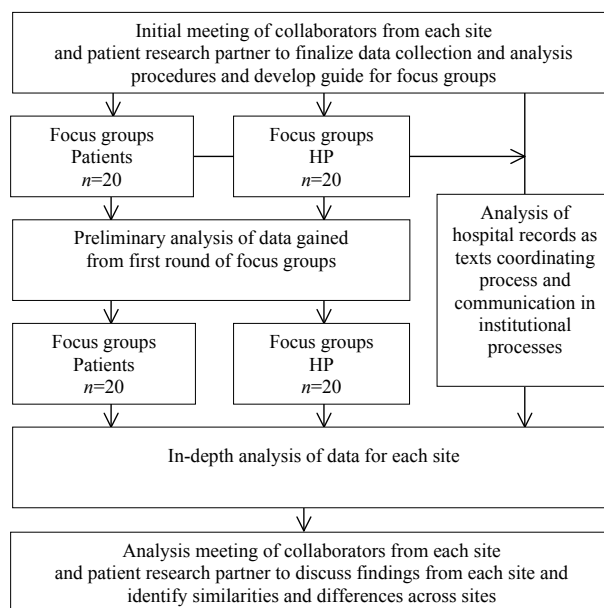 Initial meeting of collaborators from each site
and patient research partner to finalize data collection and analysis
procedures and develop guide for focus groups
Focus groups
Patients
n=20
Focus groups
HP
n=20
Preliminary analysis of data gained
from first round of focus groups
Analysis of
hospital records as
texts coordinating
process and
communication in
institutional
processes
Focus groups
Patients
n=20
Focus groups
HP
n=20
In-depth analysis of data for each site
Analysis meeting of collaborators from each site
and patient research partner to discuss findings from each site and
identify similarities and differences across sites